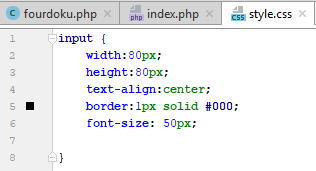 fourdoku.php index.php style.css
1 input {
2 width:80px;
3 height:80px;
4 text-align:center;
5 border:1px solid #000;
6 font-size: 50px;
7
8 }